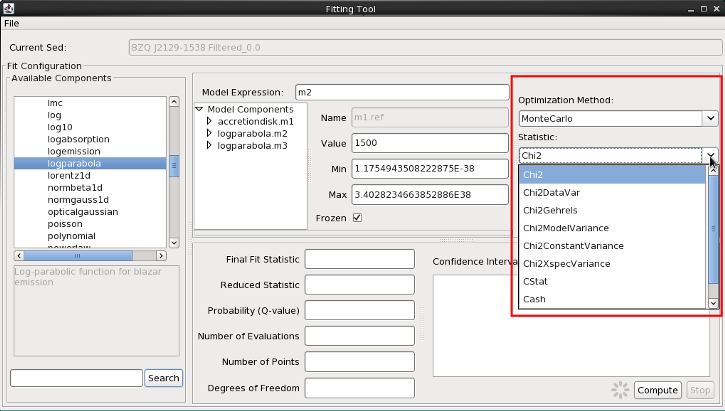 Fitting Tool
File
Current Sed:
BZQ J2129-1538 Filtered_0.0
Fit Configuration
Available Components
lmc
log
log10
logabsorption
logemission
logparabola
lorentz1d
normbeta1d
normgauss1d
opticalgaussian
poisson
polynomial
Log-parabolic function for blazar
emission
Search
Model Expression:
m2
Model Components
accretiondisk.m1
logparabola.m2
logparabola.m3
Name
m1.ref
Value
1500
Min
1.1754943508222875E-38
Max
3.4028234663852886E38
Frozen
Optimization Method:
MonteCarlo
Statistic:
Chi2
Chi2
Chi2DataVar
Chi2Gehrels
Chi2ModelVariance
Chi2ConstantVariance
Chi2XspecVariance
CStat
Cash
Final Fit Statistic
Reduced Statistic
Probability (Q-value)
Number of Evaluations
Number of Points
Degrees of Freedom
Confidence Interva
Compute
Stop